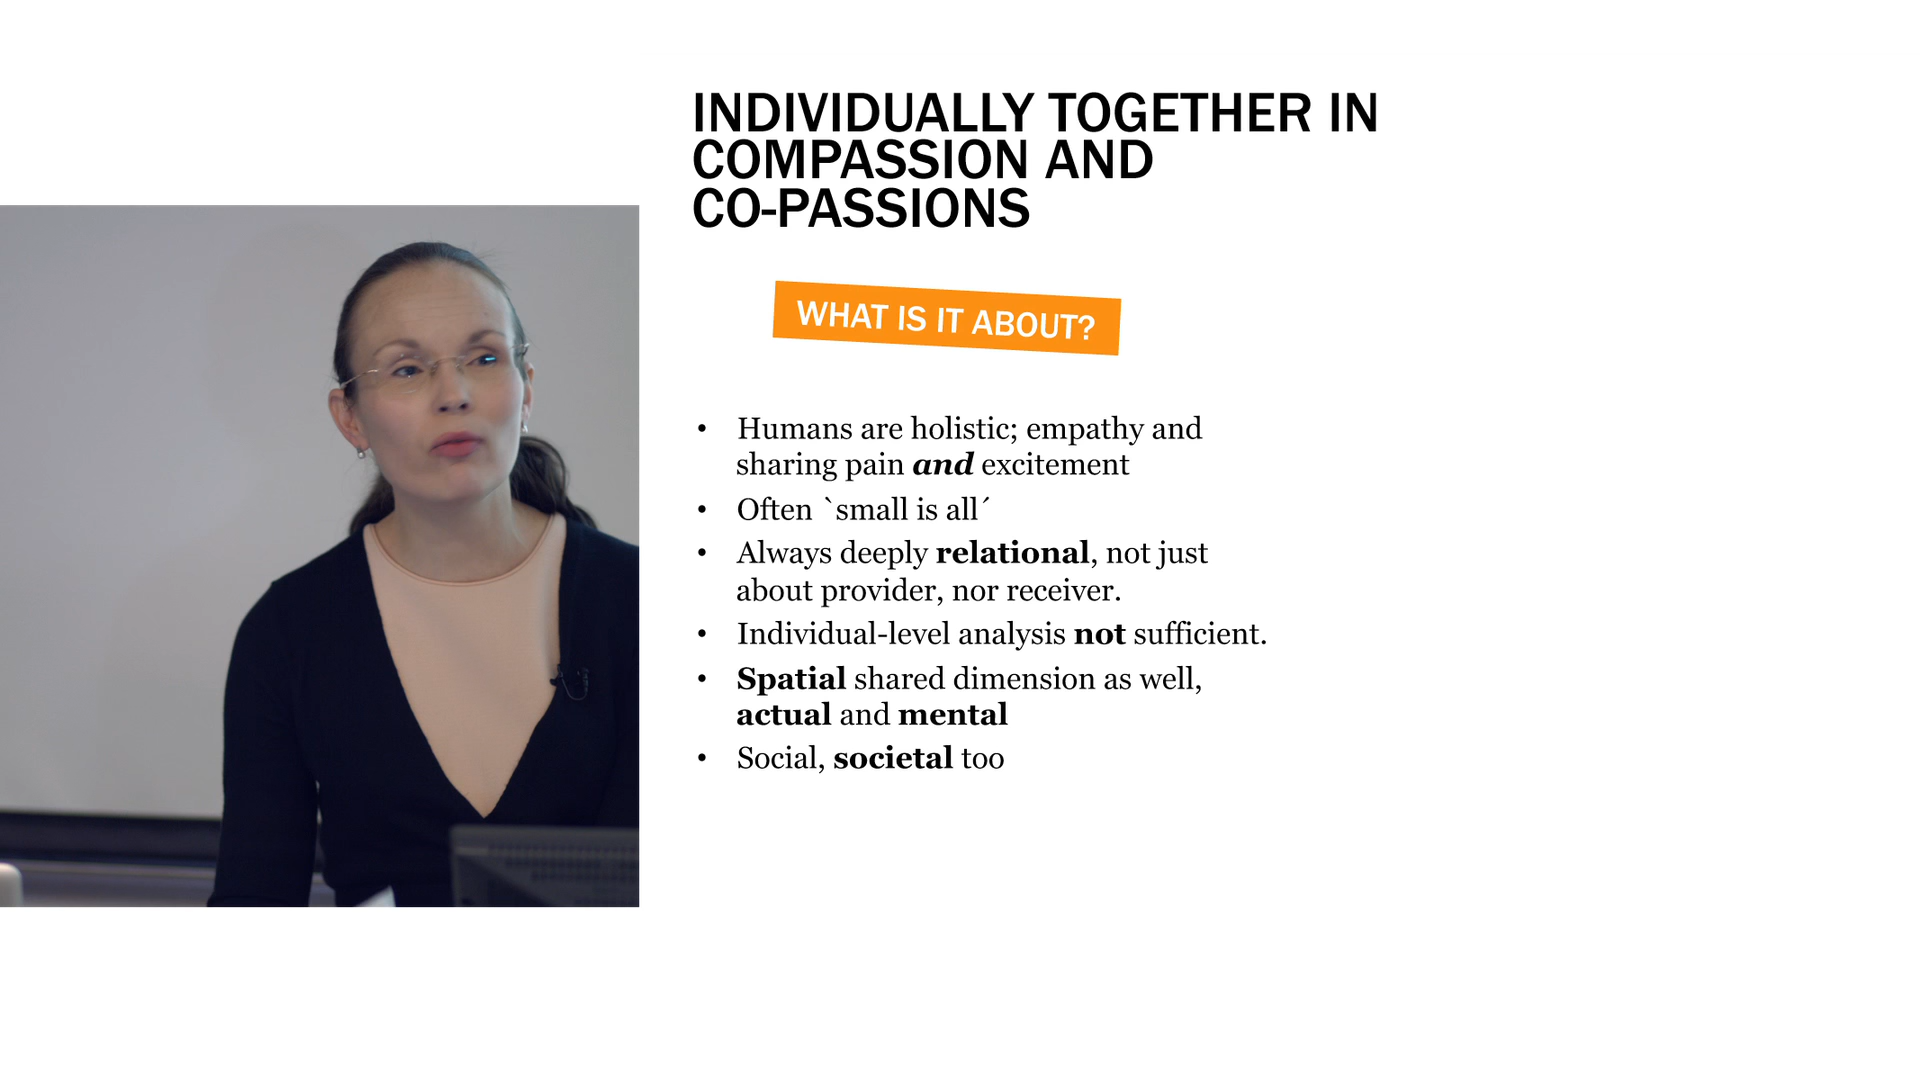 INDIVIDUALLY TOGETHER IN
COMPASSION AND
CO-PASSIONS
WHAT IS IT ABOUT?
• Humans are holistic; empathy and
sharing pain and excitement
• Often `small is all´
• Always deeply relational, not just
about provider, nor receiver.
• Individual-level analysis not sufficient.
• Spatial shared dimension as well,
actual and mental
• Social, societal too